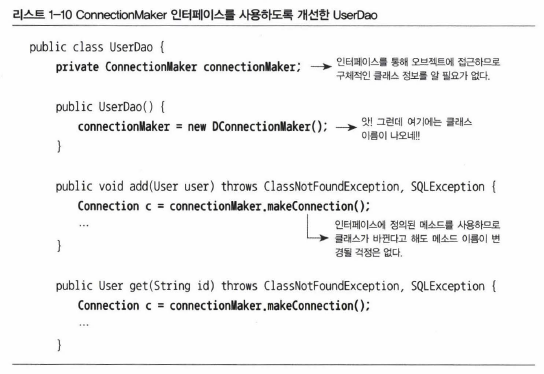 리스트 1-10 ConnectionMaker 인터페이스를 사용하도록 개선한 UserDao
public class UserDao {
private ConnectionMaker connectionMaker;
인터페이스를 통해 오브젝트에 접근하므로
구체적인 클래스 정보를 알 필요가 없다.
public UserDao() {
connectionMaker = new DConnectionMaker();
앗! 그런데 여기에는 클래스
이름이 나오네!!
}
public void add(User user) throws ClassNotFoundException, SQLException {
Connection c = connectionMaker.makeConnection();
...
인터페이스에 정의된 메소드를 사용하므로
클래스가 바뀐다고 해도 메소드 이름이 변
경될 걱정은 없다.
}
public User get(String id) throws ClassNotFoundException, SQLException {
Connection c = connectionMaker.makeConnection();
...
}